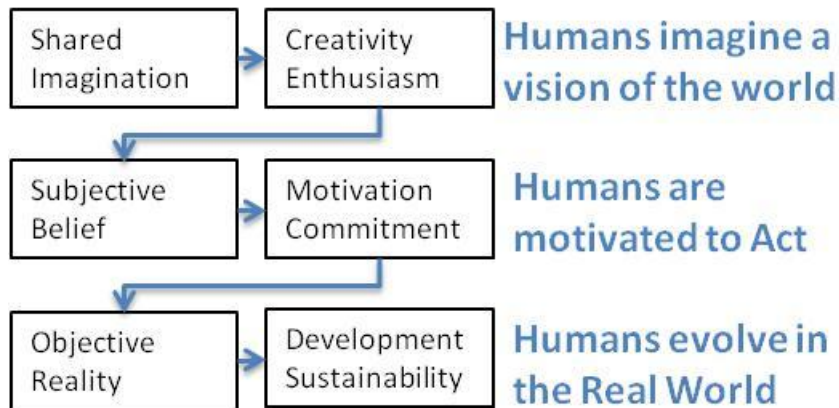 Shared
Imagination
Creativity
Enthusiasm
Humans imagine a
vision of the world
Subjective
Belief
Motivation
Commitment
Humans are
motivated to Act
Objective
Reality
Development
Sustainability
Humans evolve in
the Real World